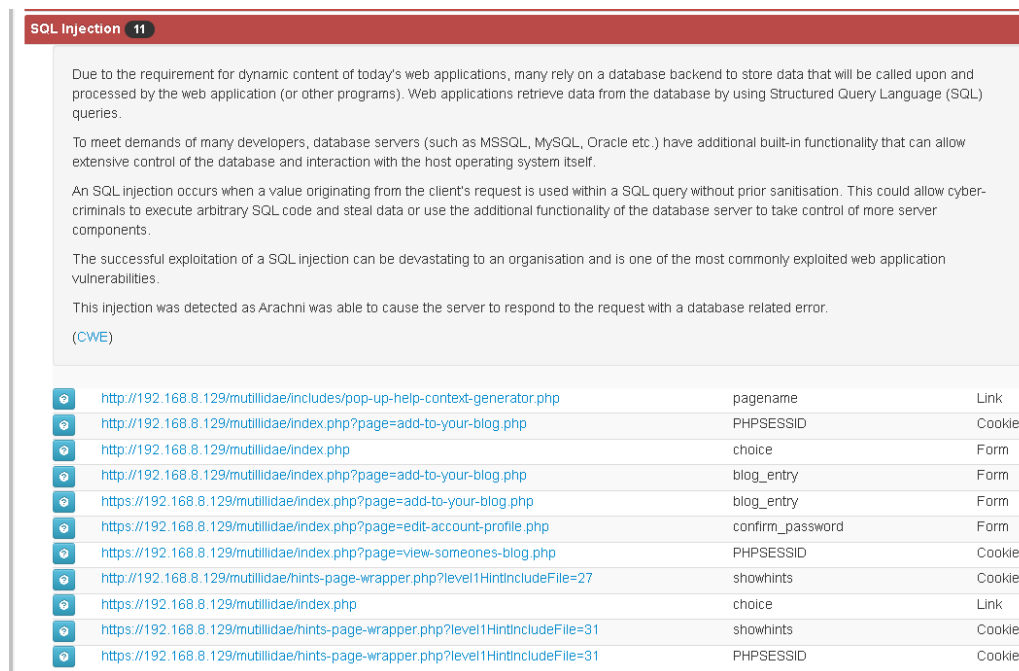 SQL Injection 11
Due to the requirement for dynamic content of today's web applications, many rely on a database backend to store data that will be called upon and
processed by the web application (or other programs). Web applications retrieve data from the database by using Structured Query Language (SQL)
queries.
To meet demands of many developers, database servers (such as MSSQL, MySQL, Oracle etc.) have additional built-in functionality that can allow
extensive control of the database and interaction with the host operating system itself.
An SQL injection occurs when a value originating from the client's request is used within a SQL query without prior sanitisation. This could allow cyber-
criminals to execute arbitrary SQL code and steal data or use the additional functionality of the database server to take control of more server
components.
The successful exploitation of a SQL injection can be devastating to an organisation and is one of the most commonly exploited web application
vulnerabilities.
This injection was detected as Arachni was able to cause the server to respond to the request with a database related error.
(CWE)
http://192.168.8.129/mutillidae/includes/pop-up-help-context-generator.php pagename Link
http://192.168.8.129/mutillidae/index.php?page=add-to-your-blog.php PHPSESSID Cookie
http://192.168.8.129/mutillidae/index.php choice Form
http://192.168.8.129/mutillidae/index.php?page=add-to-your-blog.php blog_entry Form
https://192.168.8.129/mutillidae/index.php?page=add-to-your-blog.php blog_entry Form
https://192.168.8.129/mutillidae/index.php?page=edit-account-profile.php confirm_password Form
https://192.168.8.129/mutillidae/index.php?page=view-someones-blog.php PHPSESSID Cookie
http://192.168.8.129/mutillidae/hints-page-wrapper.php?level1HintIncludeFile=27 showhints Cookie
https://192.168.8.129/mutillidae/index.php choice Link
https://192.168.8.129/mutillidae/hints-page-wrapper.php?level1HintIncludeFile=31 showhints Cookie
https://192.168.8.129/mutillidae/hints-page-wrapper.php?level1HintIncludeFile=31 PHPSESSID Cookie